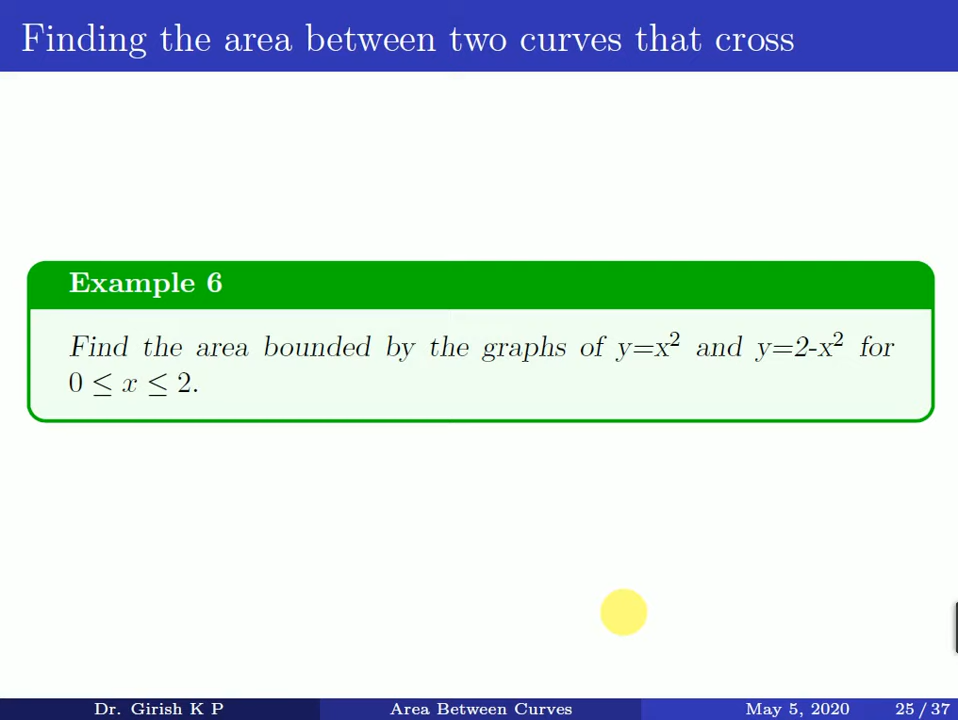 Finding the area between two curves that cross
Example 6
Find the area bounded by the graphs of y=x² and y=2-x² for
0 ≤ x ≤ 2.
Dr. Girish K P Area Between Curves May 5, 2020 25 / 37